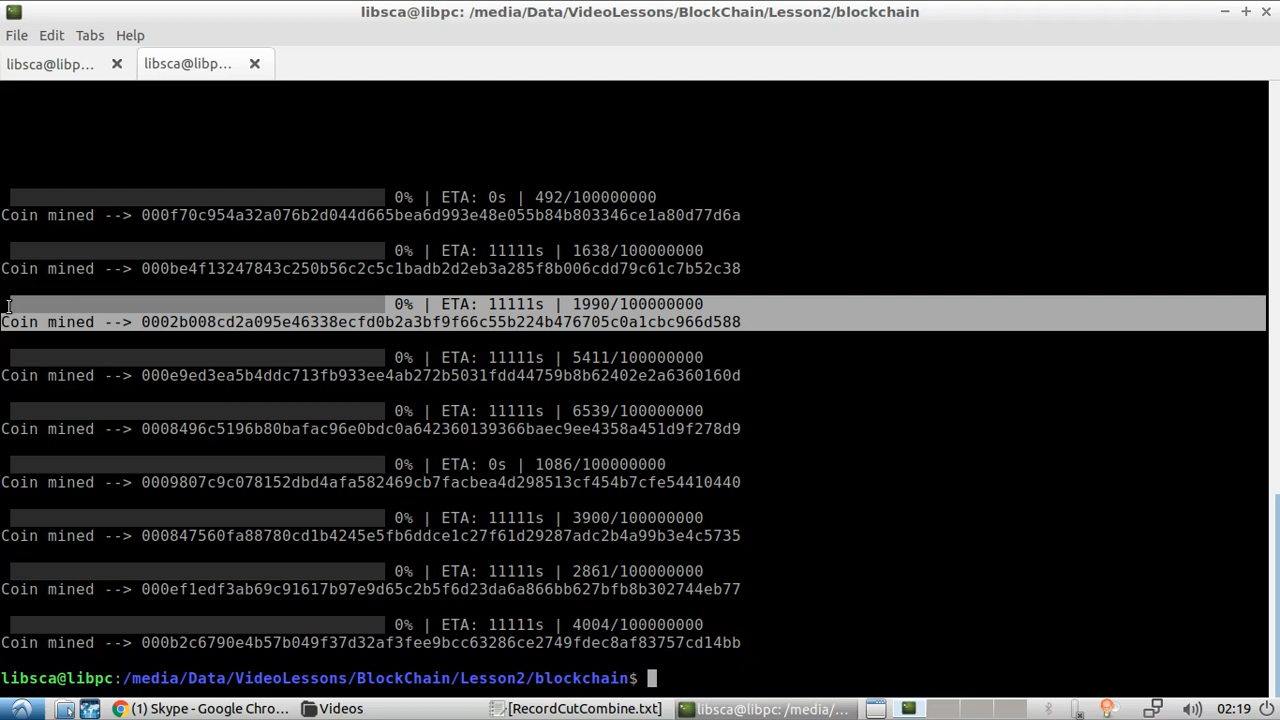 libsca@libpc: /media/Data/VideoLessons/BlockChain/Lesson2/blockchain
File Edit Tabs Help
libsca@libp... libsca@libp...
0% | ETA: 0s | 492/100000000
Coin mined --> 000f70c954a32a076b2d044d665bea6d993e48e055b84b803346ce1a80d77d6a
0% | ETA: 11111s | 1638/100000000
Coin mined --> 000be4f13247843c250b56c2c5c1badb2d2eb3a285f8b006cdd79c61c7b52c38
0% | ETA: 11111s | 1990/100000000
Coin mined --> 0002b008cd2a095e46338ecfd0b2a3bf9f66c55b224b476705c0a1cbc966d588
0% | ETA: 11111s | 5411/100000000
Coin mined --> 000e9ed3ea5b4ddc713fb933ee4ab272b5031fdd44759b8b62402e2a6360160d
0% | ETA: 11111s | 6539/100000000
Coin mined --> 0008496c5196b80bafac96e0bdc0a642360139366baec9ee4358a451d9f278d9
0% | ETA: 0s | 1086/100000000
Coin mined --> 0009807c9c078152dbd4afa582469cb7facbea4d298513cf454b7cfe54410440
0% | ETA: 11111s | 3900/100000000
Coin mined --> 000847560fa88780cd1b4245e5fb6ddce1c27f61d29287adc2b4a99b3e4c5735
0% | ETA: 11111s | 2861/100000000
Coin mined --> 000ef1edf3ab69c91617b97e9d65c2b5f6d23da6a866bb627bfb8b302744eb77
0% | ETA: 11111s | 4004/100000000
Coin mined --> 000b2c6790e4b57b049f37d32af3fee9bcc63286ce2749fdec8af83757cd14bb
libsca@libpc:/media/Data/VideoLessons/BlockChain/Lesson2/blockchain$
(1) Skype - Google Chro... Videos [RecordCutCombine.txt] libsca@libpc: /media/... 02:19